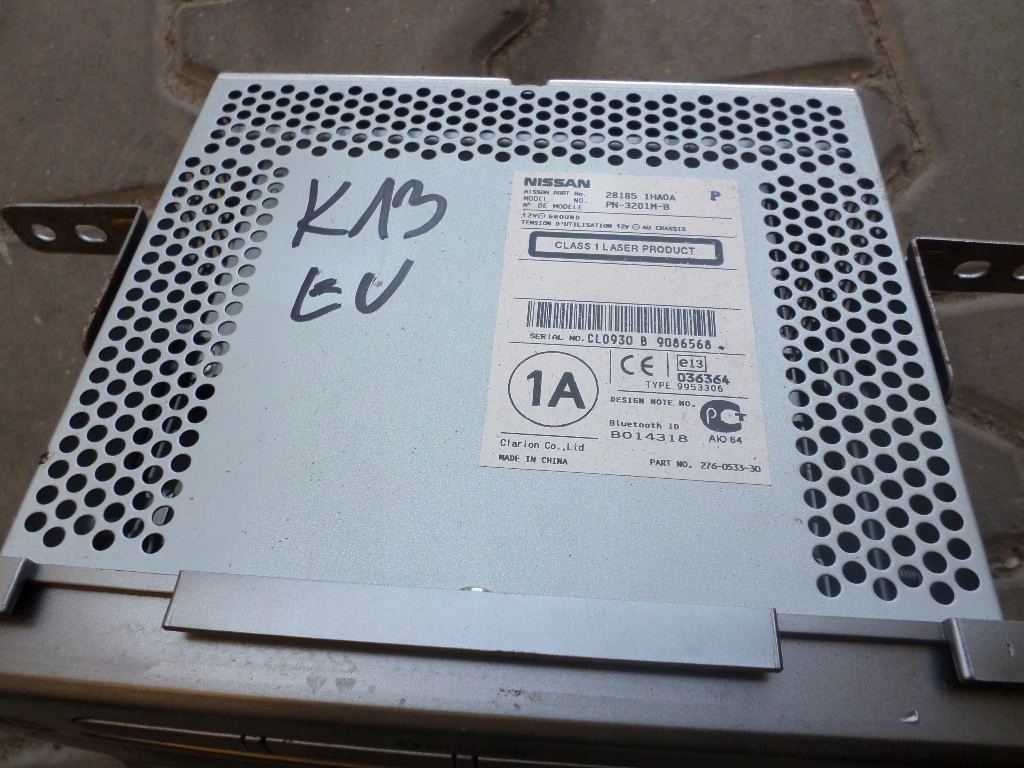 K13
EU
NISSAN
NISSAN PART No. 28185 1HA0A P
MODEL NO. PN-3201M-B
N° DE MODELE
12V ⊖ GROUND
TENSION D'UTILISATION 12V ⊖ AU CHASSIS
CLASS 1 LASER PRODUCT
SERIAL NO. CL0930 B 9086568
1A
CE e13
036364
TYPE 9953306
DESIGN NOTE NO.
Bluetooth ID
B014318
АЮ 64
Clarion Co.,Ltd
MADE IN CHINA
PART NO. 276-0533-30